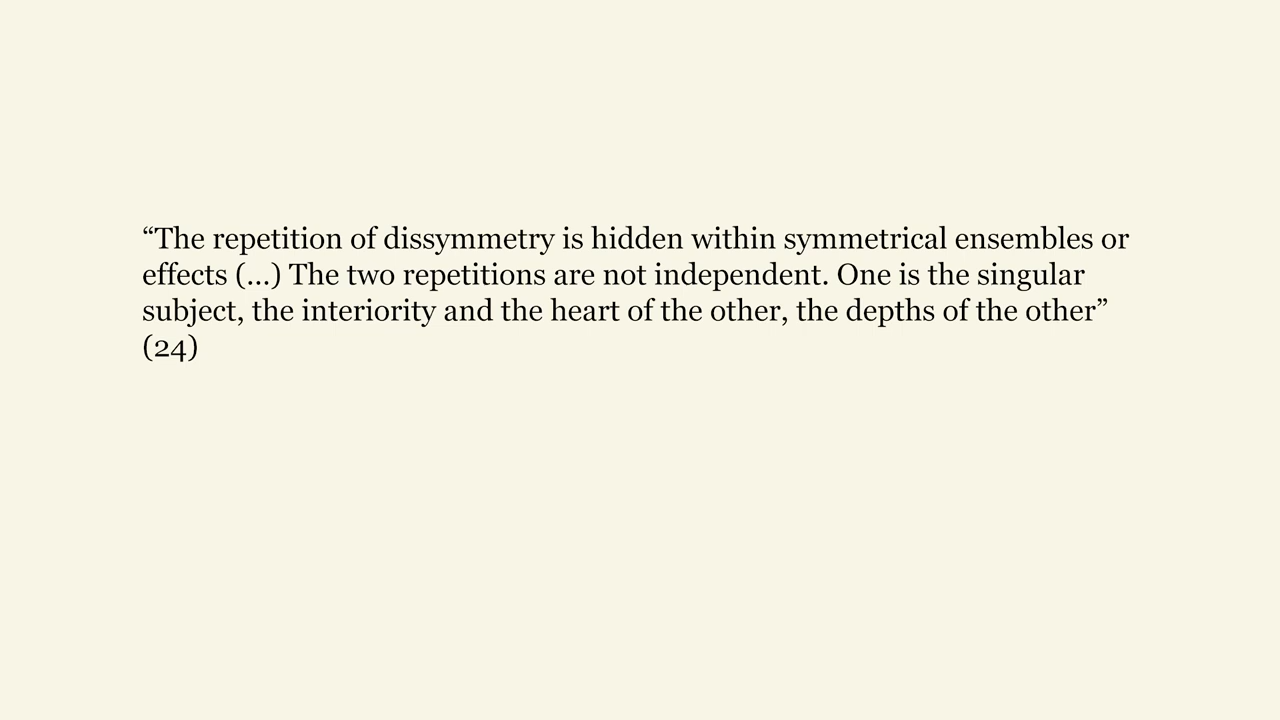 “The repetition of dissymmetry is hidden within symmetrical ensembles or
effects (...) The two repetitions are not independent. One is the singular
subject, the interiority and the heart of the other, the depths of the other”
(24)